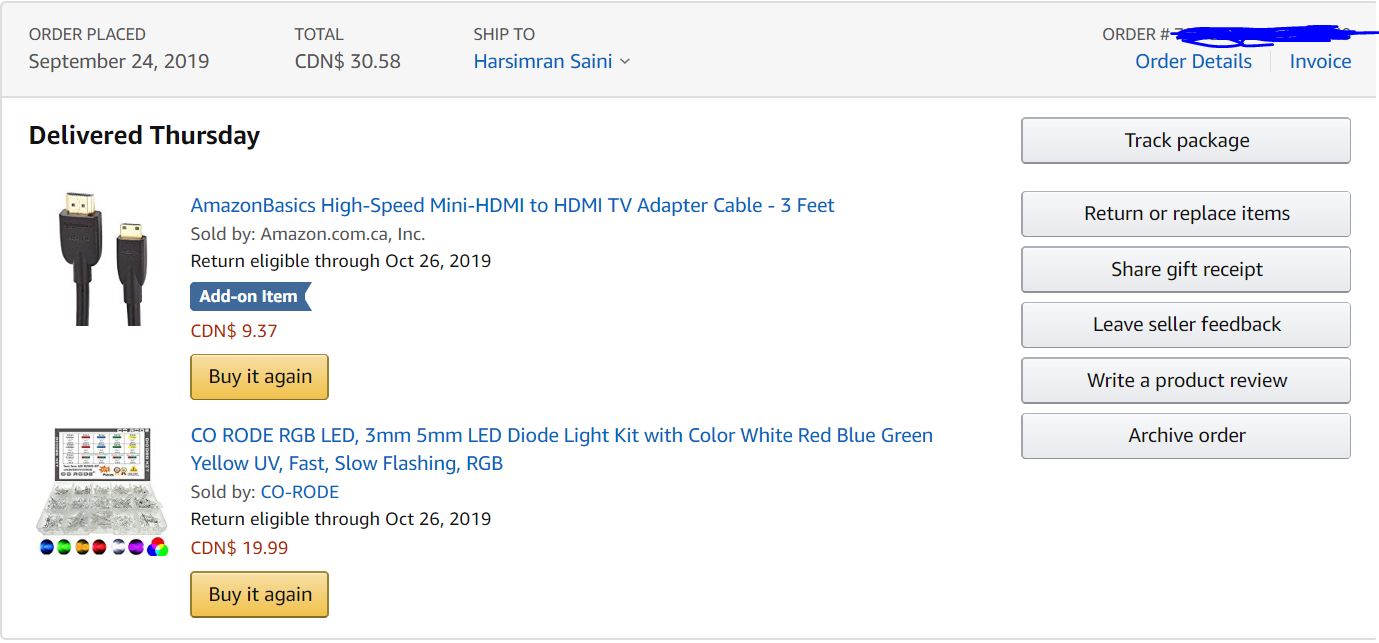 ORDER PLACED
September 24, 2019
TOTAL
CDN$ 30.58
SHIP TO
Harsimran Saini
ORDER #
Order Details
Invoice
Delivered Thursday
Track package
Return or replace items
Share gift receipt
Leave seller feedback
Write a product review
Archive order
AmazonBasics High-Speed Mini-HDMI to HDMI TV Adapter Cable - 3 Feet
Sold by: Amazon.com.ca, Inc.
Return eligible through Oct 26, 2019
Add-on Item
CDN$ 9.37
Buy it again
CO RODE RGB LED, 3mm 5mm LED Diode Light Kit with Color White Red Blue Green
Yellow UV, Fast, Slow Flashing, RGB
Sold by: CO-RODE
Return eligible through Oct 26, 2019
CDN$ 19.99
Buy it again